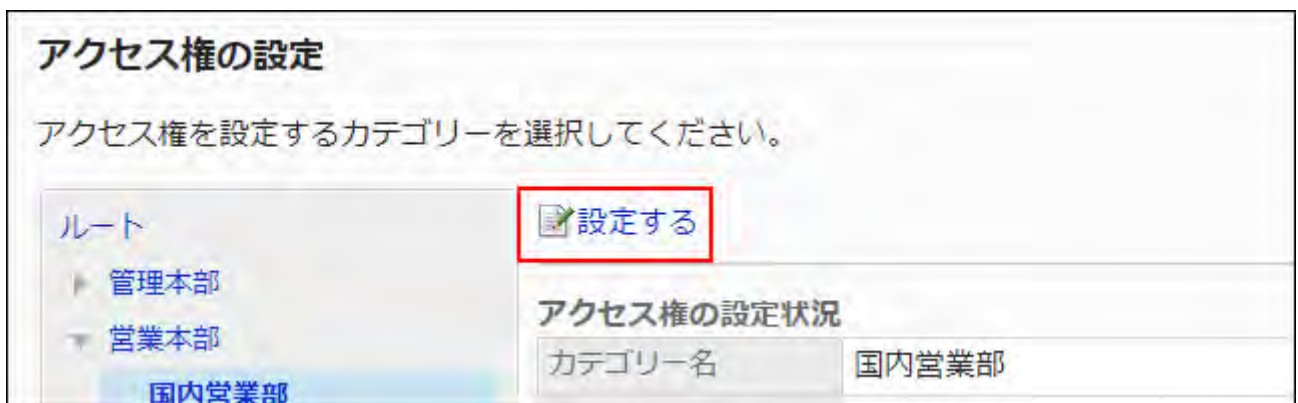 アクセス権の設定
アクセス権を設定するカテゴリーを選択してください。
ルート
管理本部
営業本部
国内営業部
設定する
アクセス権の設定状況
カテゴリー名 国内営業部